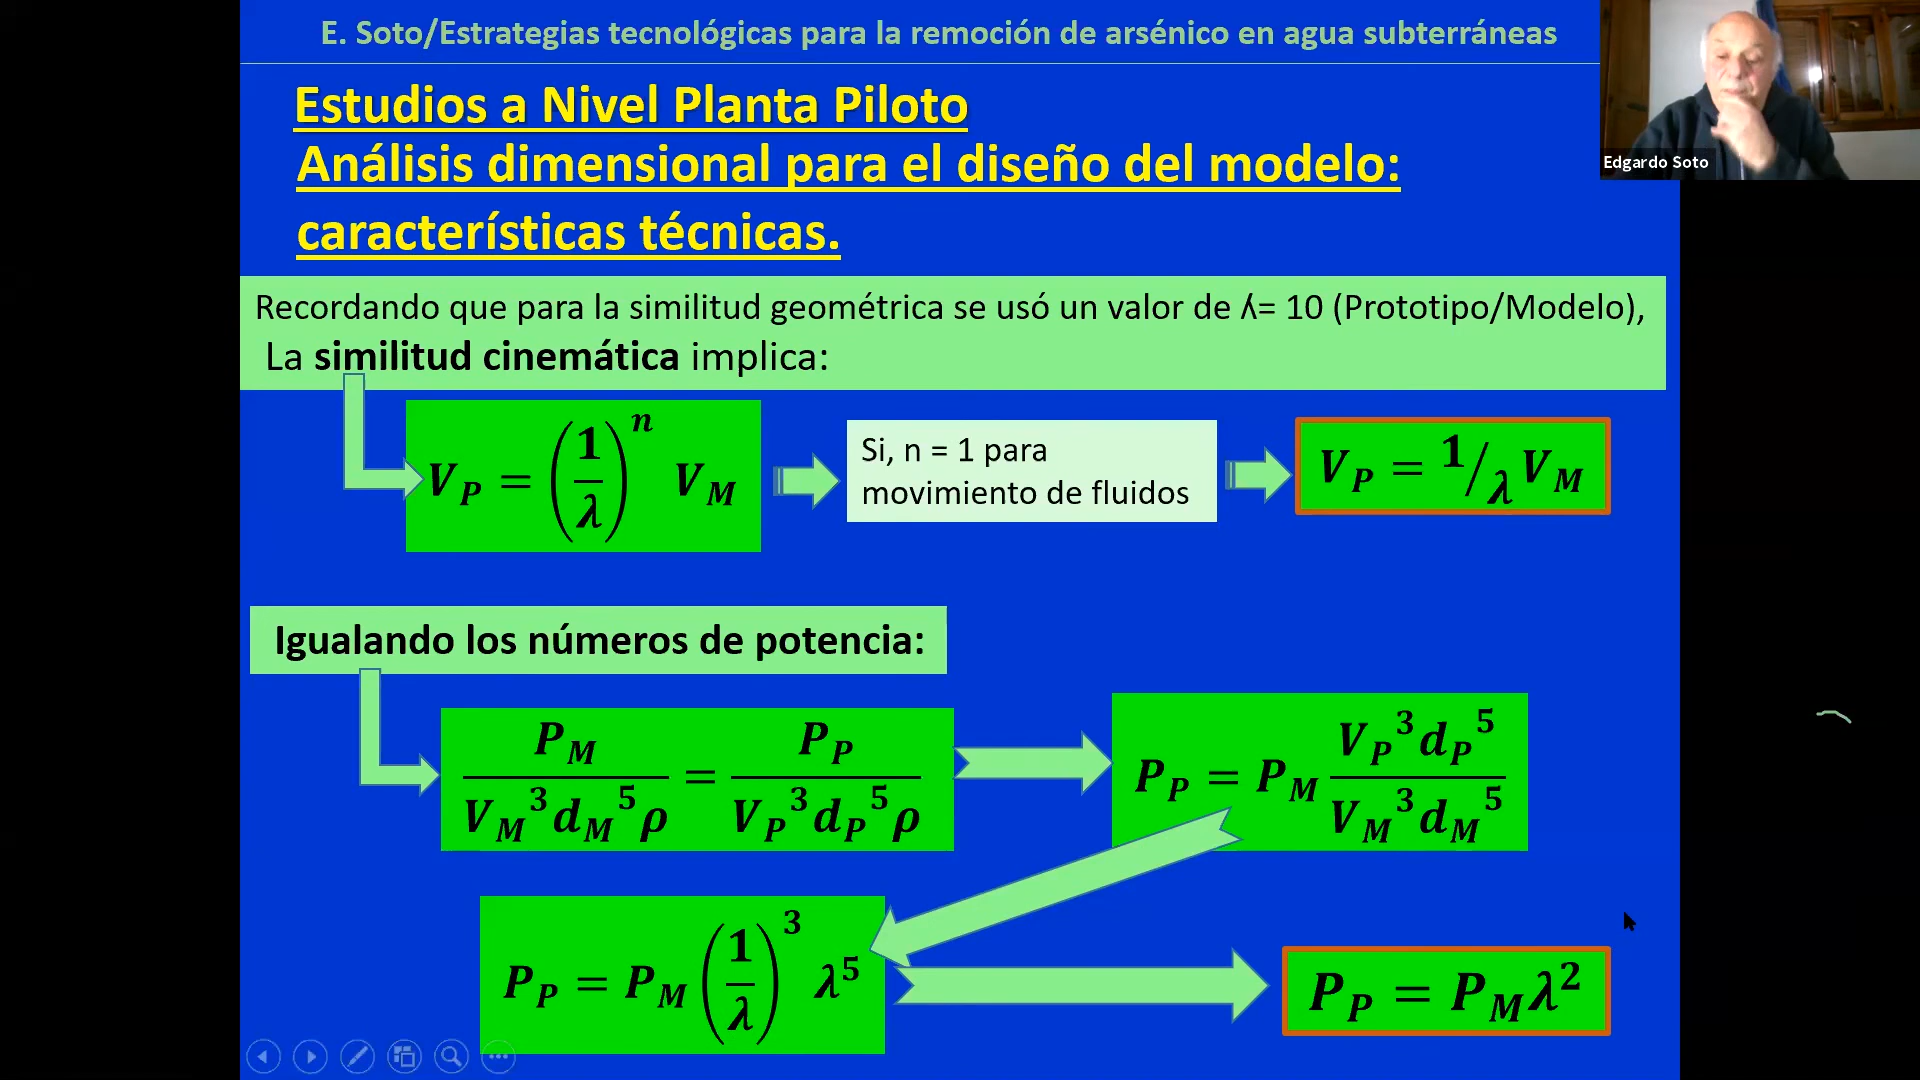 E. Soto/Estrategias tecnológicas para la remoción de arsénico en agua subterráneas
Edgardo Soto
Estudios a Nivel Planta Piloto
Análisis dimensional para el diseño del modelo:
características técnicas.
Recordando que para la similitud geométrica se usó un valor de ʎ= 10 (Prototipo/Modelo),
La similitud cinemática implica:
V_P = (1/λ)^n V_M
Si, n = 1 para
movimiento de fluidos
V_P = 1/λ V_M
Igualando los números de potencia:
P_M / (V_M^3 d_M^5 ρ) = P_P / (V_P^3 d_P^5 ρ)
P_P = P_M (V_P^3 d_P^5) / (V_M^3 d_M^5)
P_P = P_M (1/λ)^3 λ^5
P_P = P_M λ^2